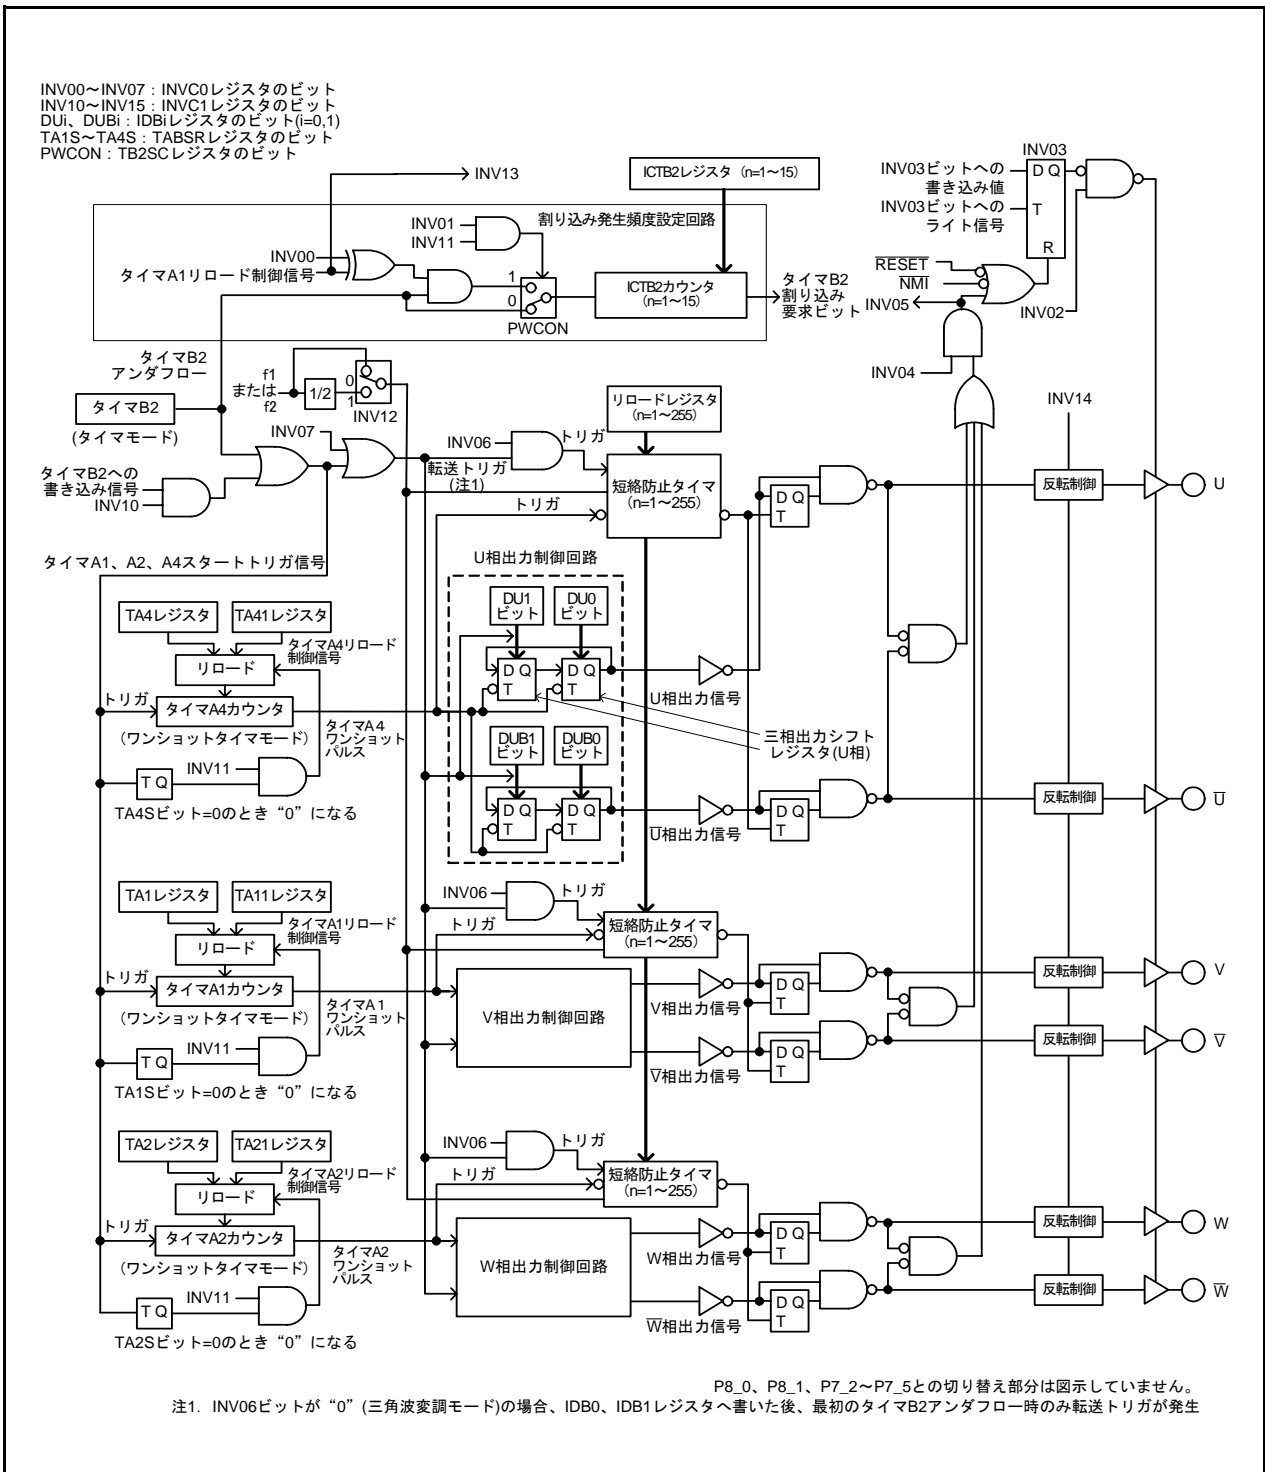 INV00～INV07 : INVC0レジスタのビット
INV10～INV15 : INVC1レジスタのビット
DUi、DUBi : IDBiレジスタのビット(i=0,1)
TA1S～TA4S : TABSRレジスタのビット
PWCON : TB2SCレジスタのビット
INV13
ICTB2レジスタ (n=1～15)
INV03
INV03ビットへの
書き込み値
D Q
INV03ビットへの
ライト信号
T
R
割り込み発生頻度設定回路
INV01
INV11
INV00
タイマA1リロード制御信号
1
0
PWCON
ICTB2カウンタ
(n=1～15)
タイマB2
割り込み
要求ビット
RESET
NMI
INV05
INV02
INV04
タイマB2
アンダフロー
f1
または
f2
1/2
0
1
INV12
タイマB2
(タイマモード)
リロードレジスタ
(n=1～255)
INV14
INV07
INV06
トリガ
転送トリガ
(注1)
タイマB2への
書き込み信号
INV10
短絡防止タイマ
(n=1～255)
トリガ
D Q
T
反転制御
U
タイマA1、A2、A4スタートトリガ信号
U相出力制御回路
DU1
ビット
DU0
ビット
TA4レジスタ
TA41レジスタ
タイマA4リロード
制御信号
リロード
D Q
T
D Q
T
U相出力信号
トリガ
タイマA4カウンタ
(ワンショットタイマモード)
タイマA4
ワンショット
パルス
三相出力シフト
レジスタ(U相)
DUB1
ビット
DUB0
ビット
INV11
T Q
TA4Sビット=0のとき“0”になる
D Q
T
D Q
T
U̅相出力信号
D Q
T
反転制御
U̅
TA1レジスタ
TA11レジスタ
タイマA1リロード
制御信号
リロード
INV06
トリガ
トリガ
短絡防止タイマ
(n=1～255)
トリガ
タイマA1カウンタ
(ワンショットタイマモード)
タイマA1
ワンショット
パルス
V相出力制御回路
V相出力信号
D Q
T
反転制御
V
INV11
T Q
TA1Sビット=0のとき“0”になる
V̅相出力信号
D Q
T
反転制御
V̅
TA2レジスタ
TA21レジスタ
タイマA2リロード
制御信号
リロード
INV06
トリガ
トリガ
短絡防止タイマ
(n=1～255)
トリガ
タイマA2カウンタ
(ワンショットタイマモード)
タイマA2
ワンショット
パルス
W相出力制御回路
W相出力信号
D Q
T
反転制御
W
INV11
T Q
TA2Sビット=0のとき“0”になる
W̅相出力信号
D Q
T
反転制御
W̅
P8_0、P8_1、P7_2～P7_5との切り替え部分は図示していません。
注1. INV06ビットが“0”(三角波変調モード)の場合、IDB0、IDB1レジスタへ書いた後、最初のタイマB2アンダフロー時のみ転送トリガが発生